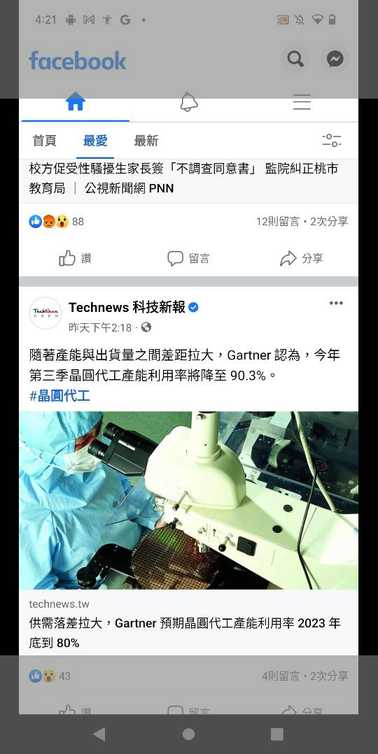 4:21
facebook
首頁 最愛 最新
校方促受性騷擾生家長簽「不調查同意書」 監院糾正桃市
教育局 ｜ 公視新聞網 PNN
88 12則留言・2次分享
讚 留言 分享
Technews 科技新報
昨天下午2:18・
隨著產能與出貨量之間差距拉大，Gartner 認為，今年
第三季晶圓代工產能利用率將降至 90.3%。
#晶圓代工
technews.tw
供需落差拉大，Gartner 預期晶圓代工產能利用率 2023 年
底到 80%
43 4則留言・2次分享
讚 留言 分享